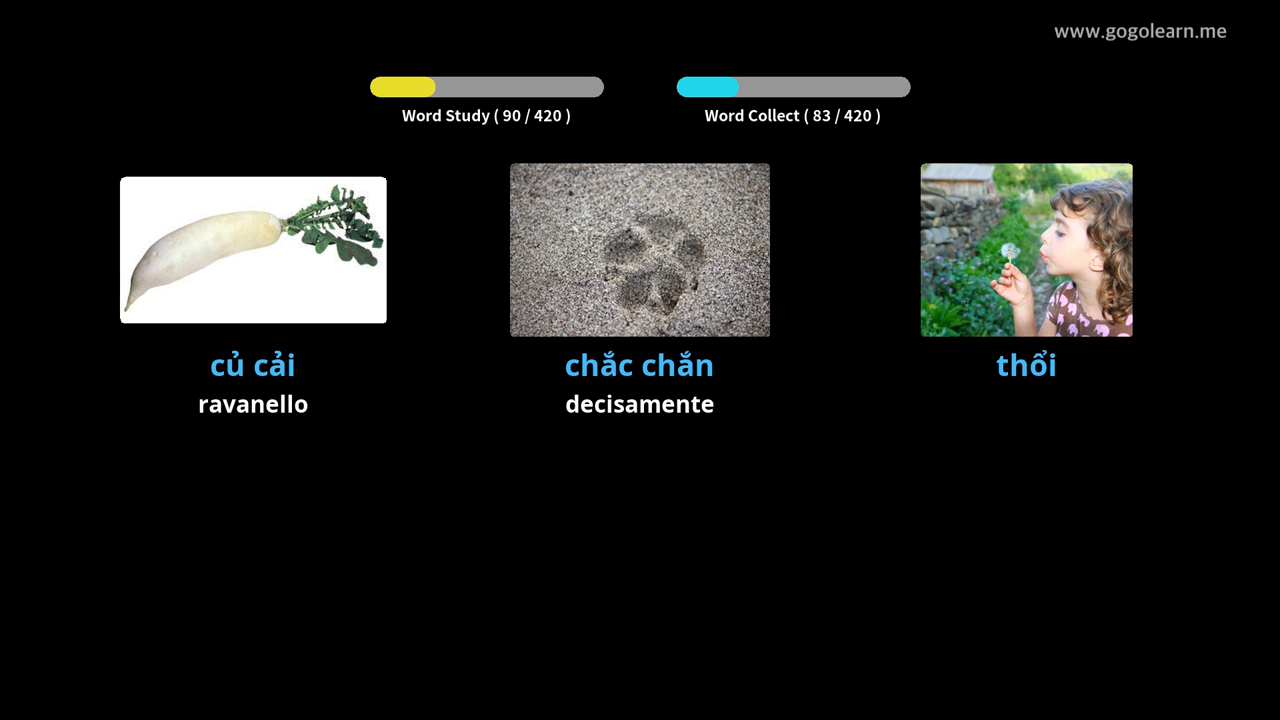 www.gogolearn.me
Word Study ( 90 / 420 )
Word Collect ( 83 / 420 )
củ cải
chắc chắn
thổi
ravanello
decisamente